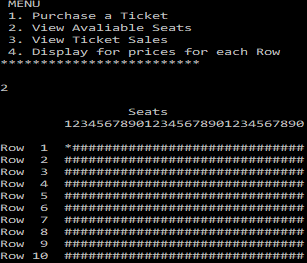 MENU
1. Purchase a Ticket
2. View Avaliable Seats
3. View Ticket Sales
4. Display for prices for each Row
*************************
2
Seats
123456789012345678901234567890
Row 1 *#############################
Row 2 ##############################
Row 3 ##############################
Row 4 ##############################
Row 5 ##############################
Row 6 ##############################
Row 7 ##############################
Row 8 ##############################
Row 9 ##############################
Row 10 ##############################